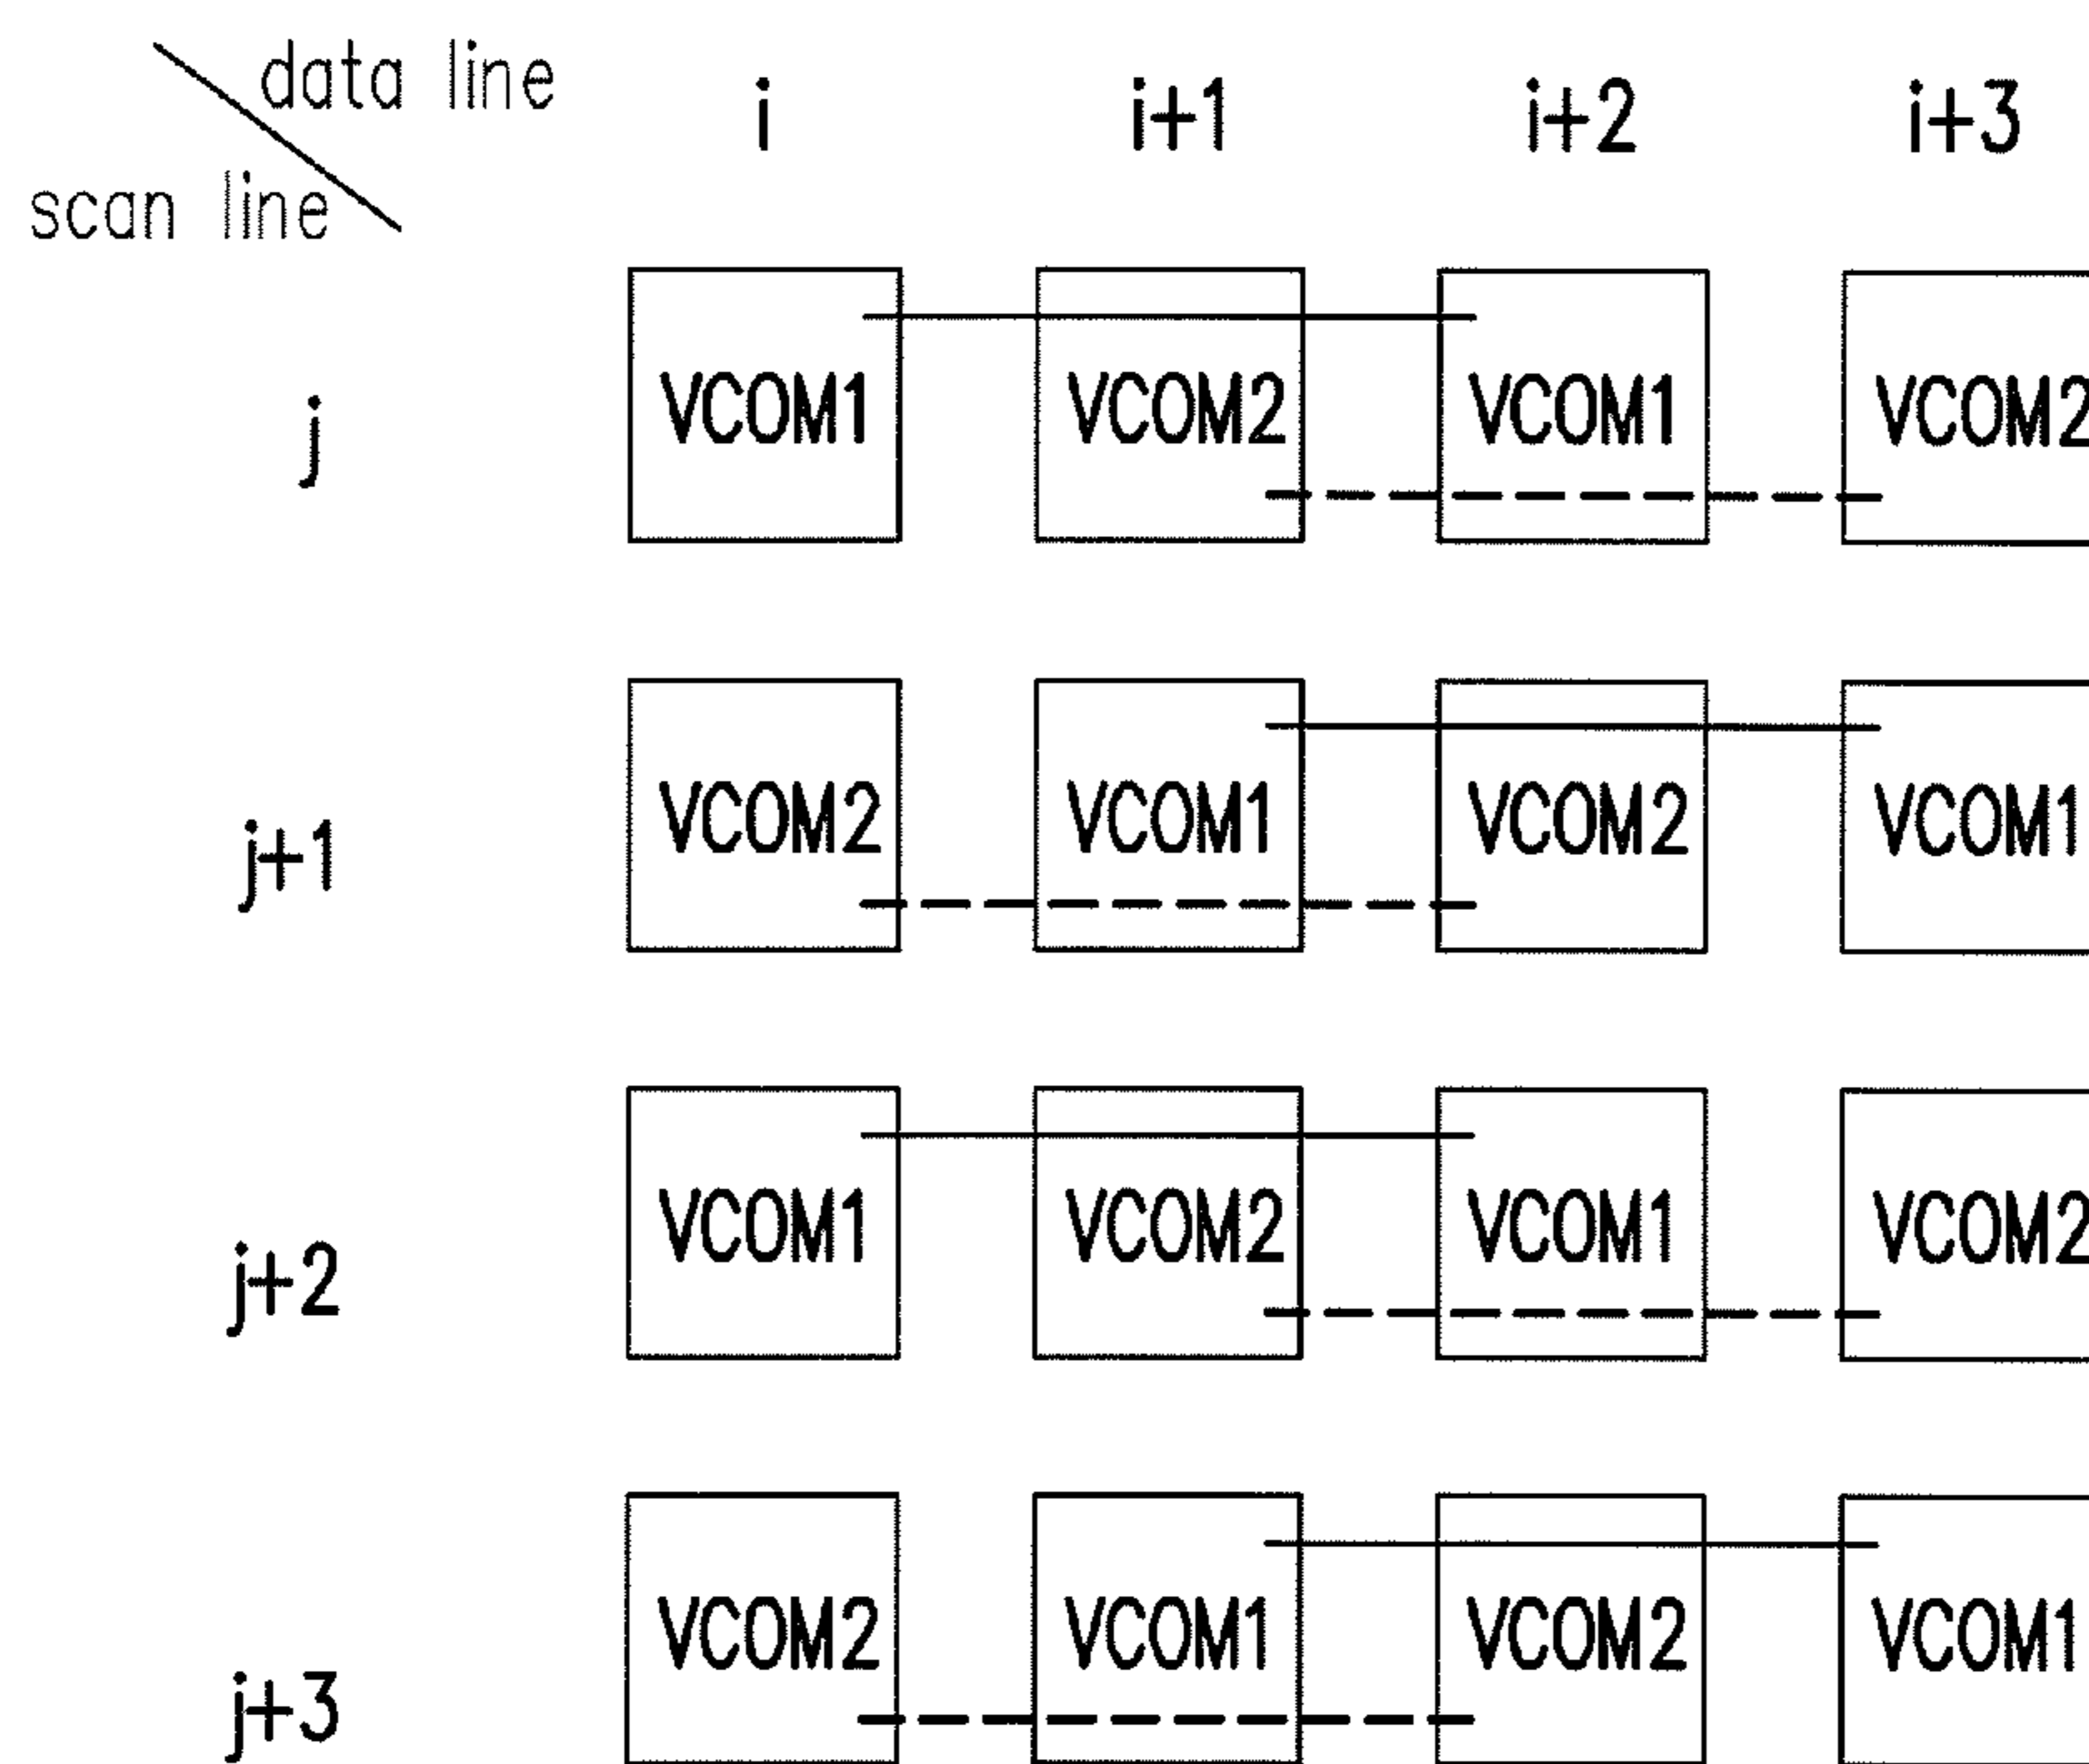 data line
scan line
i i+1 i+2 i+3
j VCOM1 VCOM2 VCOM1 VCOM2
j+1 VCOM2 VCOM1 VCOM2 VCOM1
j+2 VCOM1 VCOM2 VCOM1 VCOM2
j+3 VCOM2 VCOM1 VCOM2 VCOM1